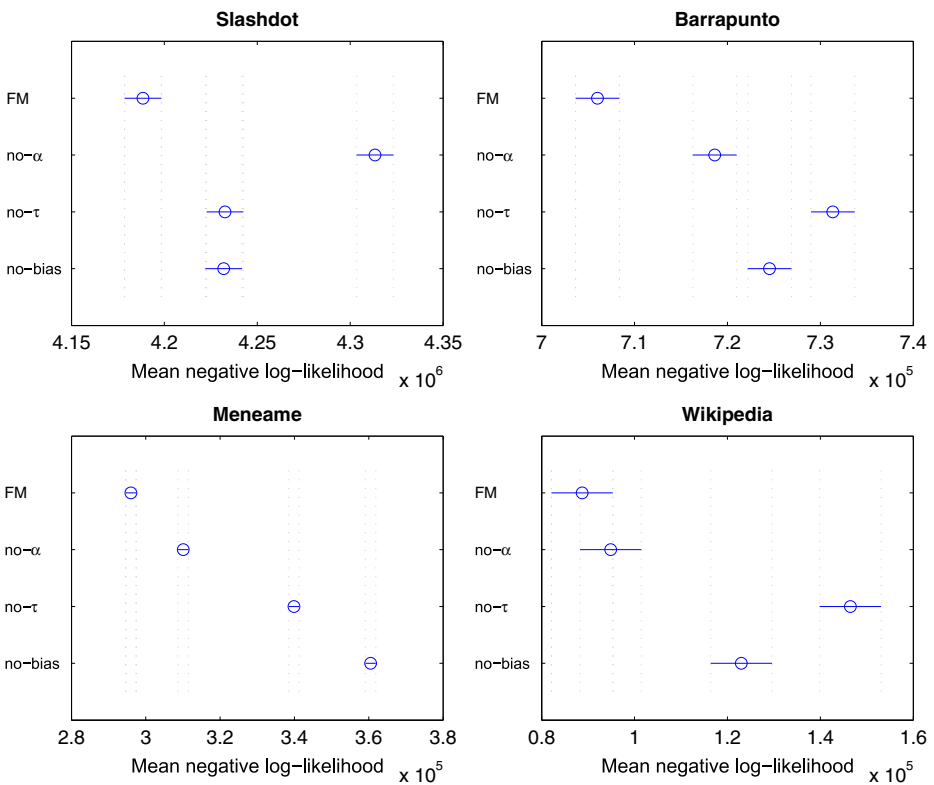 Slashdot
FM
no−α
no−τ
no−bias
4.15 4.2 4.25 4.3 4.35
Mean negative log−likelihood x 10^6
Barrapunto
FM
no−α
no−τ
no−bias
7 7.1 7.2 7.3 7.4
Mean negative log−likelihood x 10^5
Meneame
FM
no−α
no−τ
no−bias
2.8 3 3.2 3.4 3.6 3.8
Mean negative log−likelihood x 10^5
Wikipedia
FM
no−α
no−τ
no−bias
0.8 1 1.2 1.4 1.6
Mean negative log−likelihood x 10^5